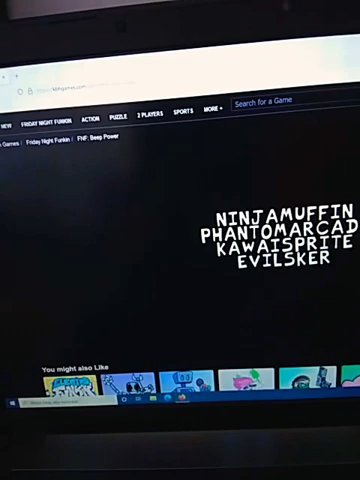 NEW FRIDAY NIGHT FUNKIN ACTION PUZZLE 2 PLAYERS SPORTS MORE Search for a Game
Games Friday Night Funkin FNF: Beep Power
NINJAMUFFIN
PHANTOMARCAD
KAWAISPRITE
EVILSKER
You might also Like